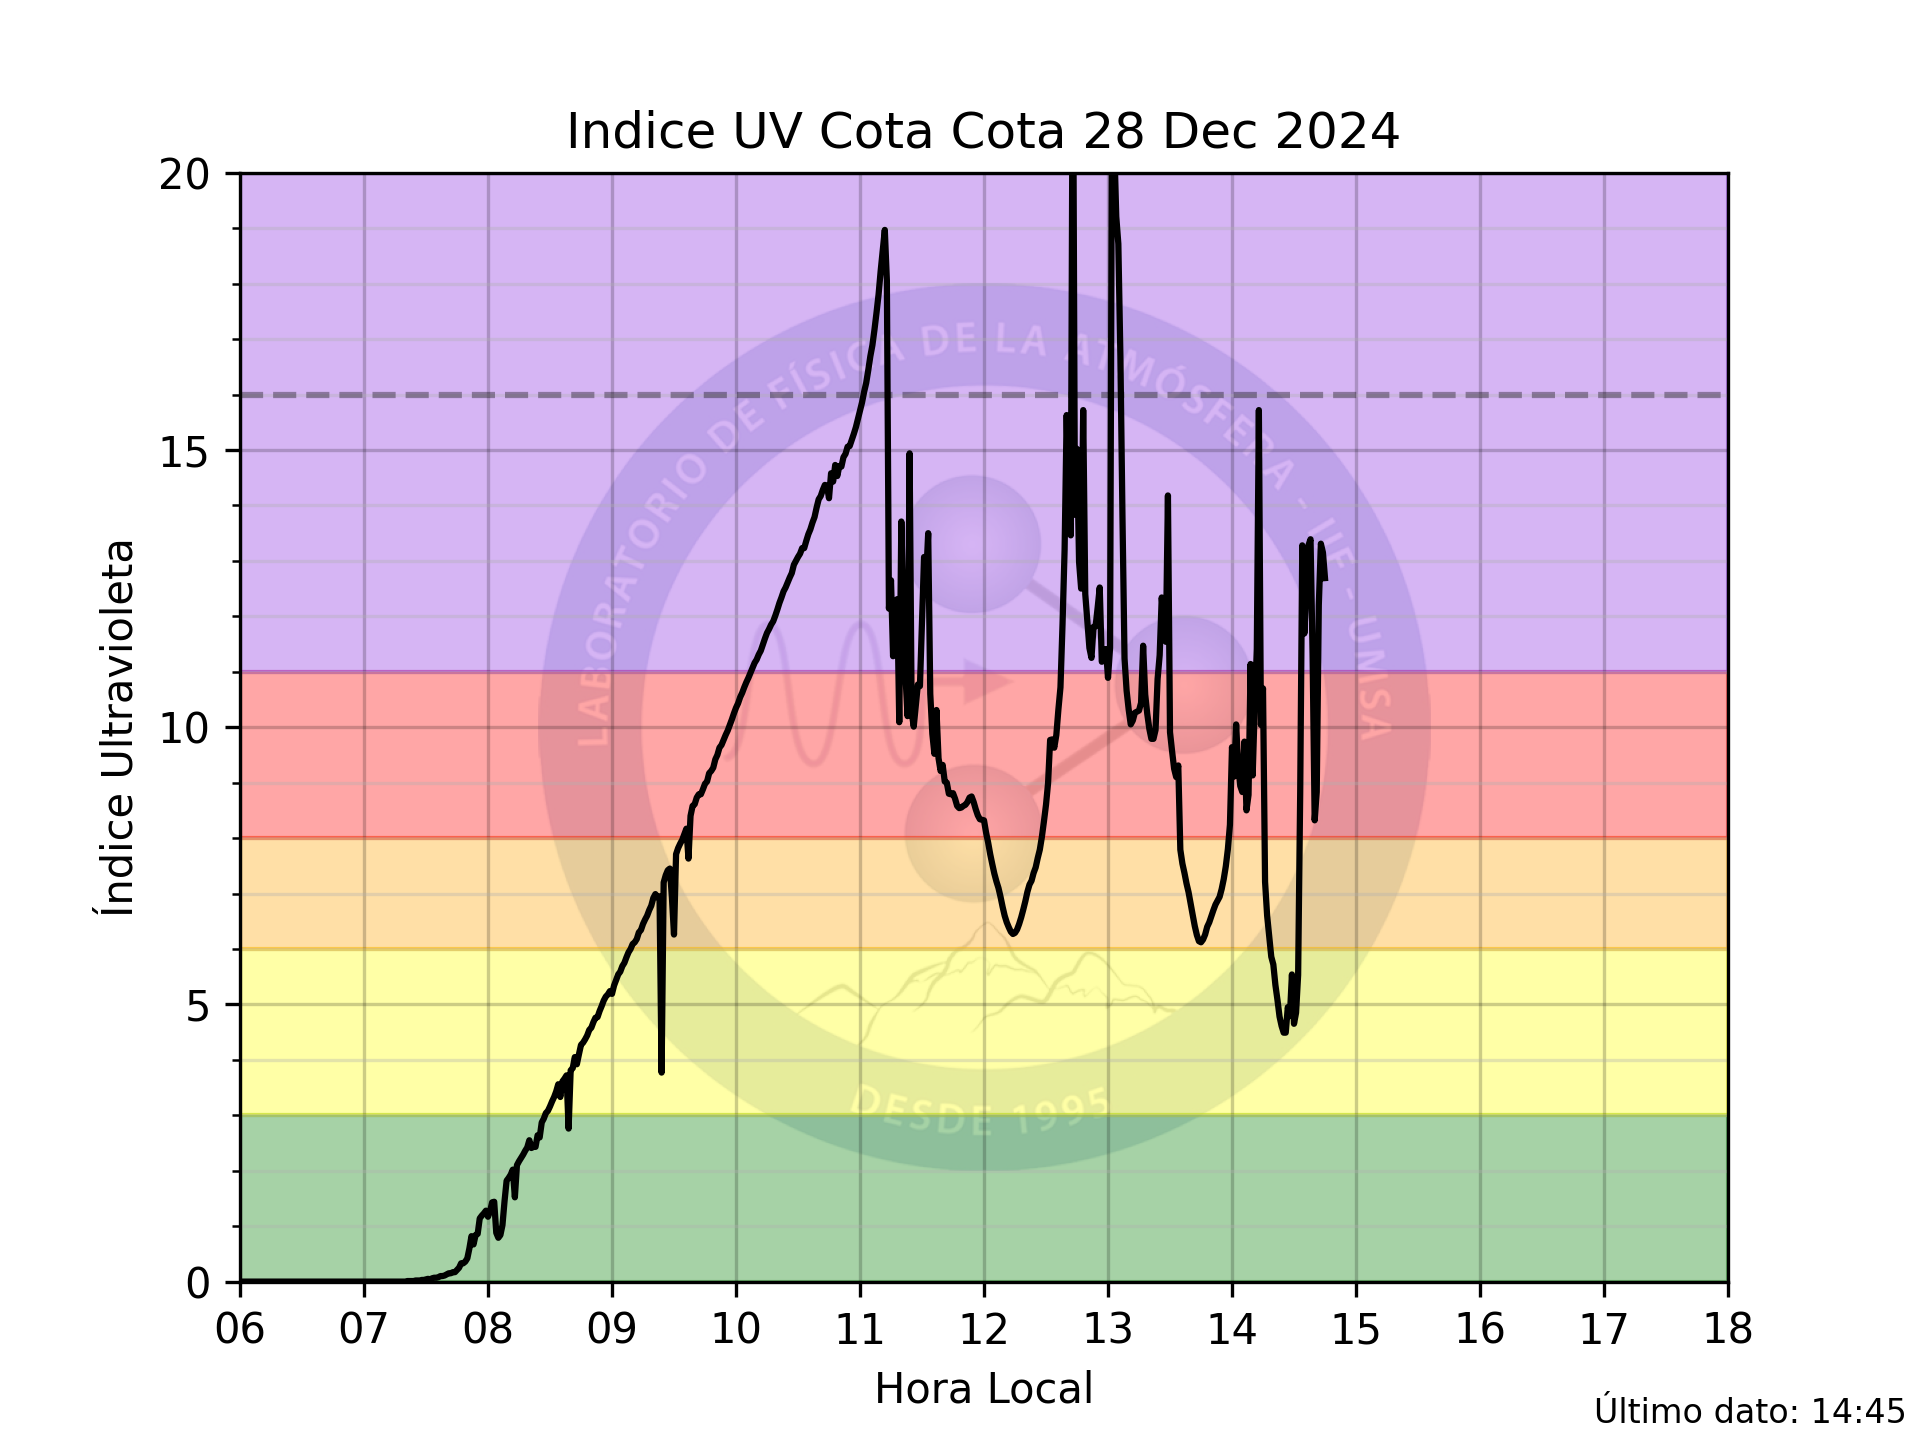 Indice UV Cota Cota 28 Dec 2024
20
15
10
5
0
Índice Ultravioleta
LABORATORIO DE FÍSICA DE LA ATMÓSFERA - IIF - UMSA
DESDE 1995
06 07 08 09 10 11 12 13 14 15 16 17 18
Hora Local
Último dato: 14:45